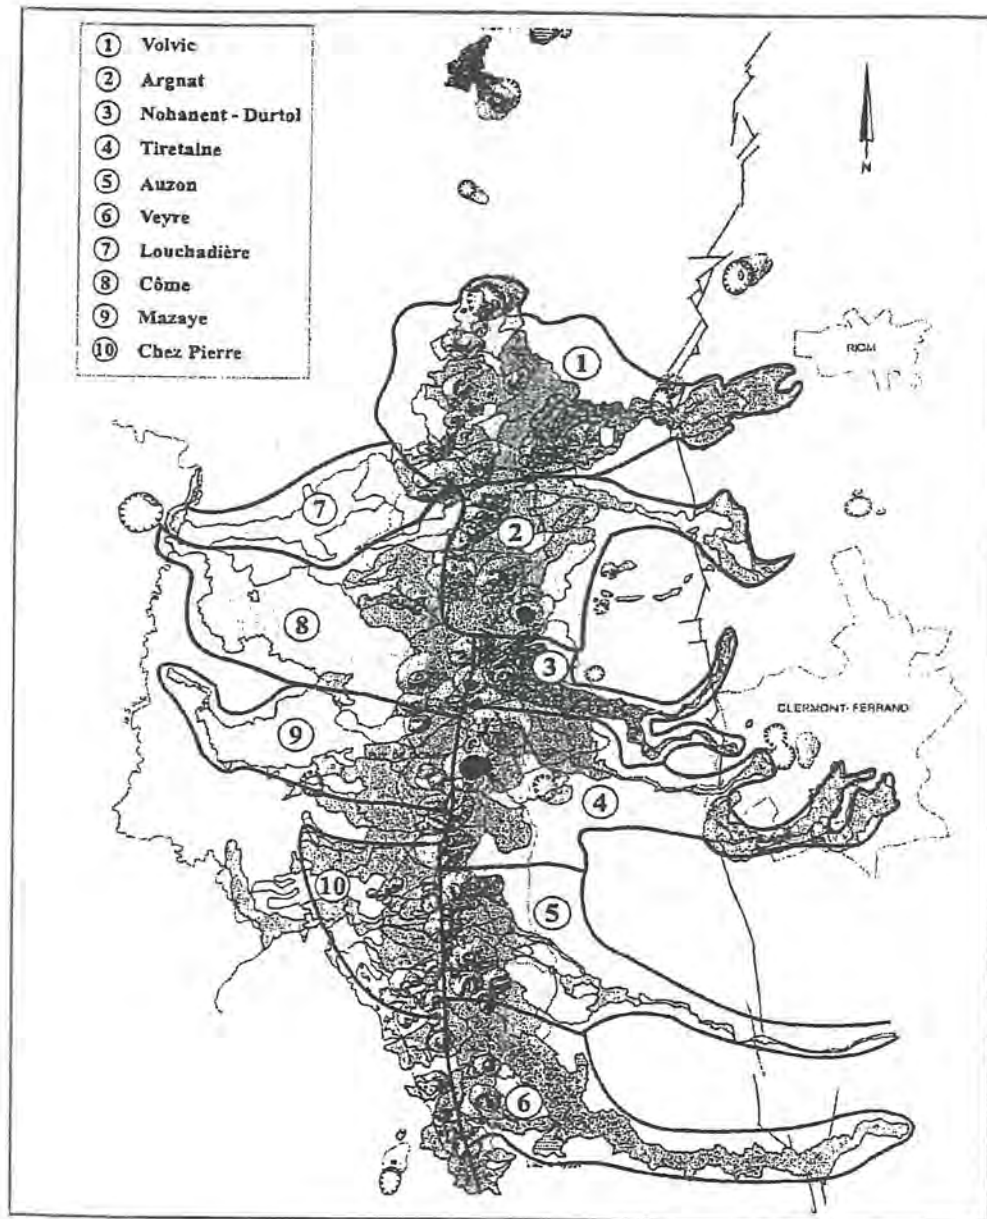 ① Volvic
② Argnat
③ Nohanent - Durtol
④ Tiretaine
⑤ Auzon
⑥ Veyre
⑦ Louchadière
⑧ Côme
⑨ Mazaye
⑩ Chez Pierre
N
RIOM
①
⑦
②
⑧
③
CLERMONT-FERRAND
⑨
④
⑩
⑤
⑥